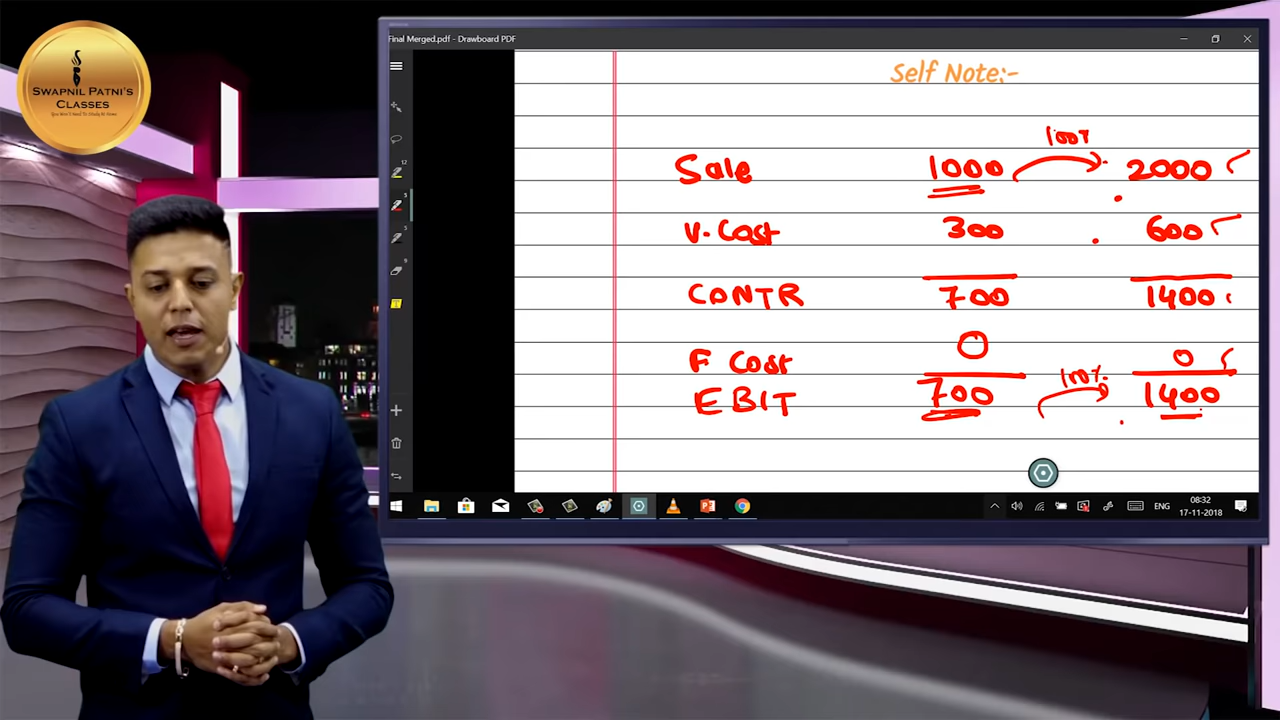 SWAPNIL PATNI'S
CLASSES
Final Merged.pdf - Drawboard PDF
Self Note:-
100%
Sale 1000 2000
V. Cost 300 600
CONTR 700 1400
F Cost 0 0
100%
EBIT 700 1400
ENG
08:32
17-11-2018